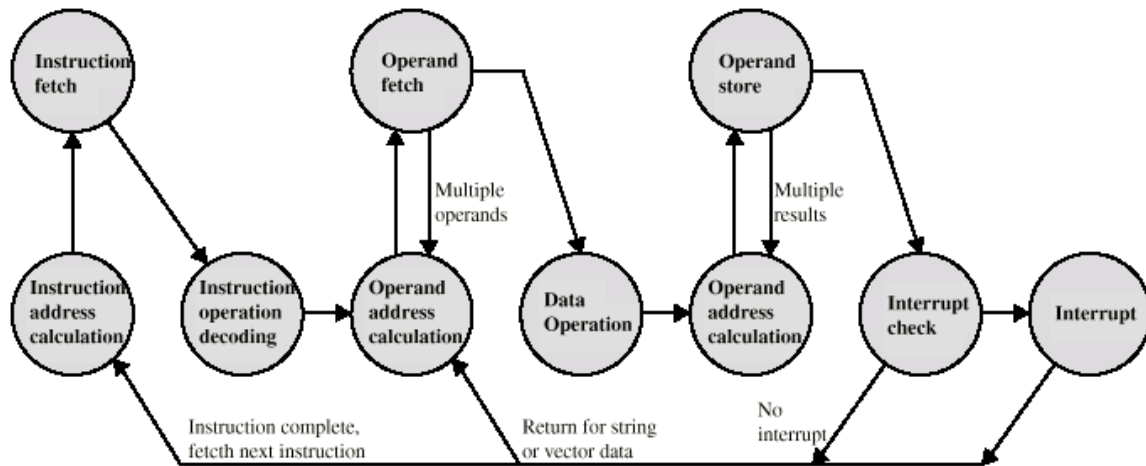 Instruction
fetch
Operand
fetch
Operand
store
Multiple
operands
Multiple
results
Instruction
address
calculation
Instruction
operation
decoding
Operand
address
calculation
Data
Operation
Operand
address
calculation
Interrupt
check
Interrupt
Instruction complete,
fetcth next instruction
Return for string
or vector data
No
interrupt